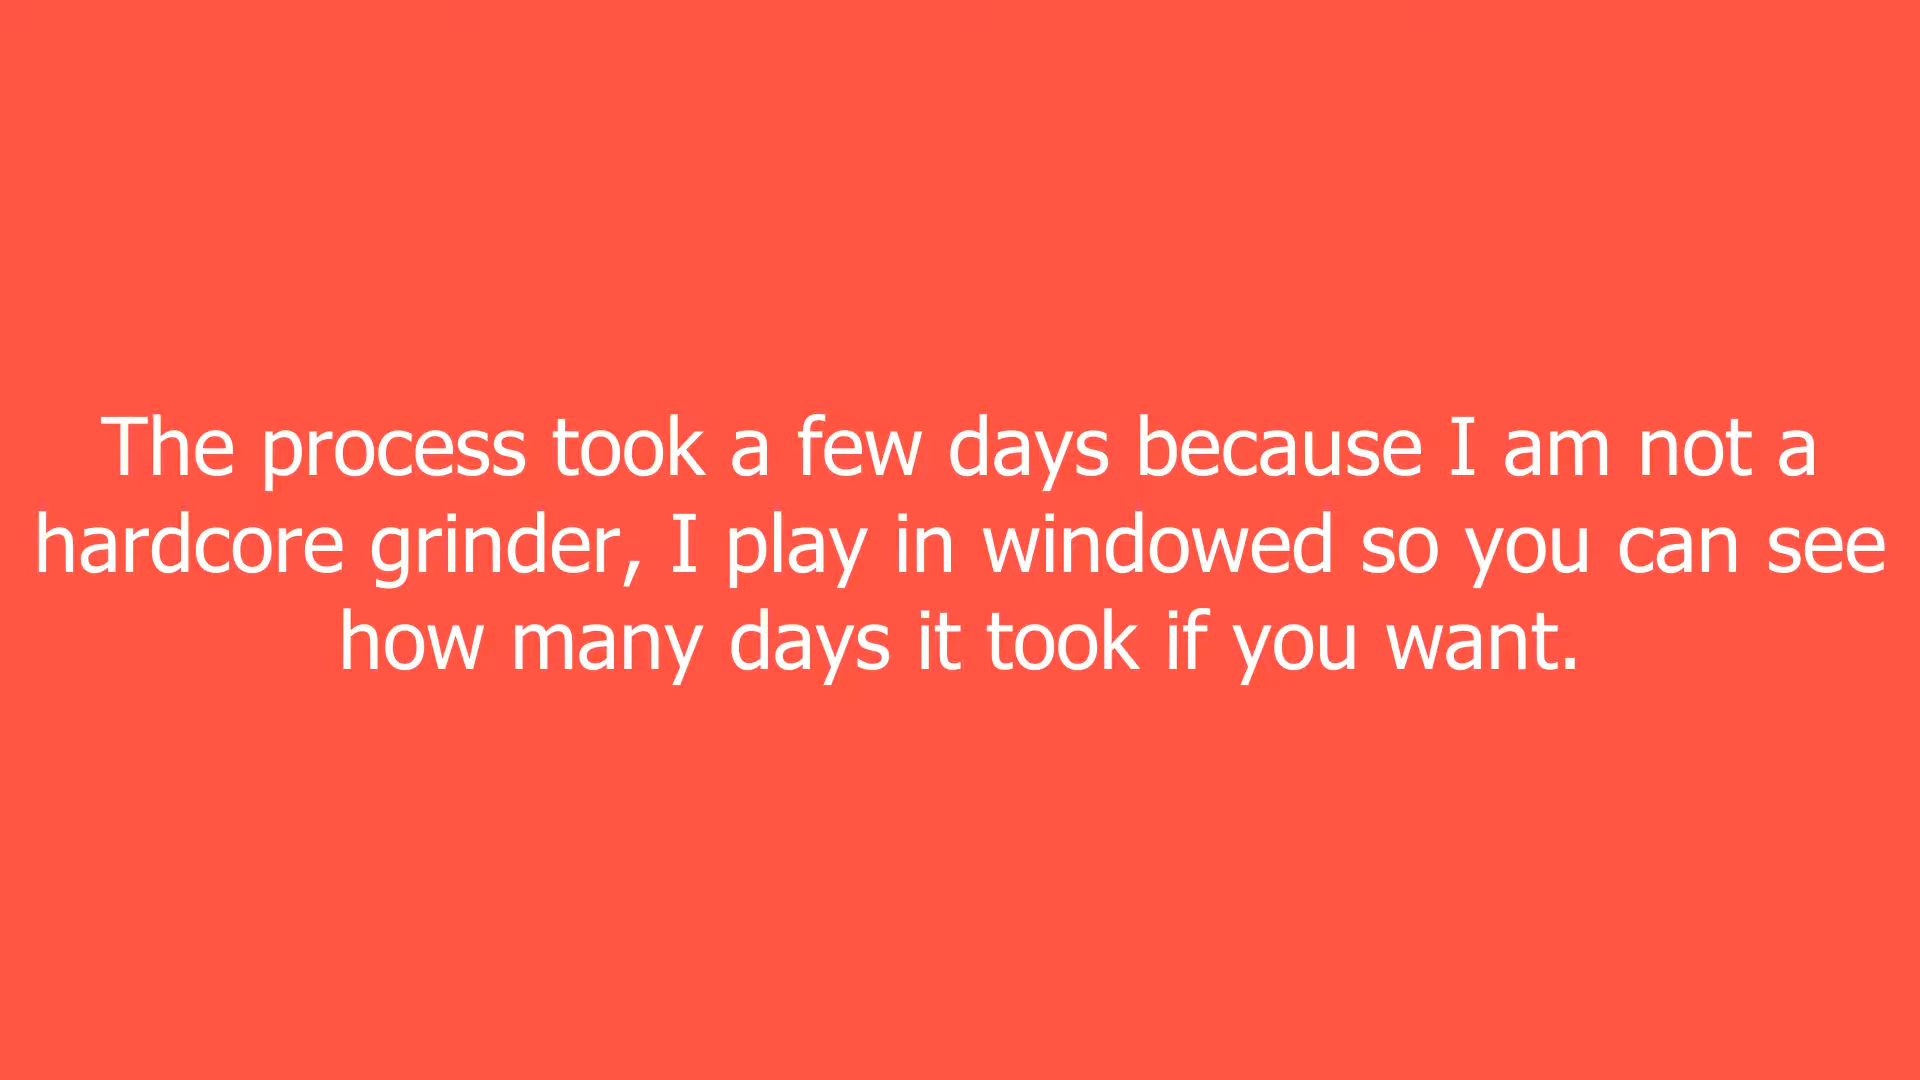 The process took a few days because I am not a
hardcore grinder, I play in windowed so you can see
how many days it took if you want.